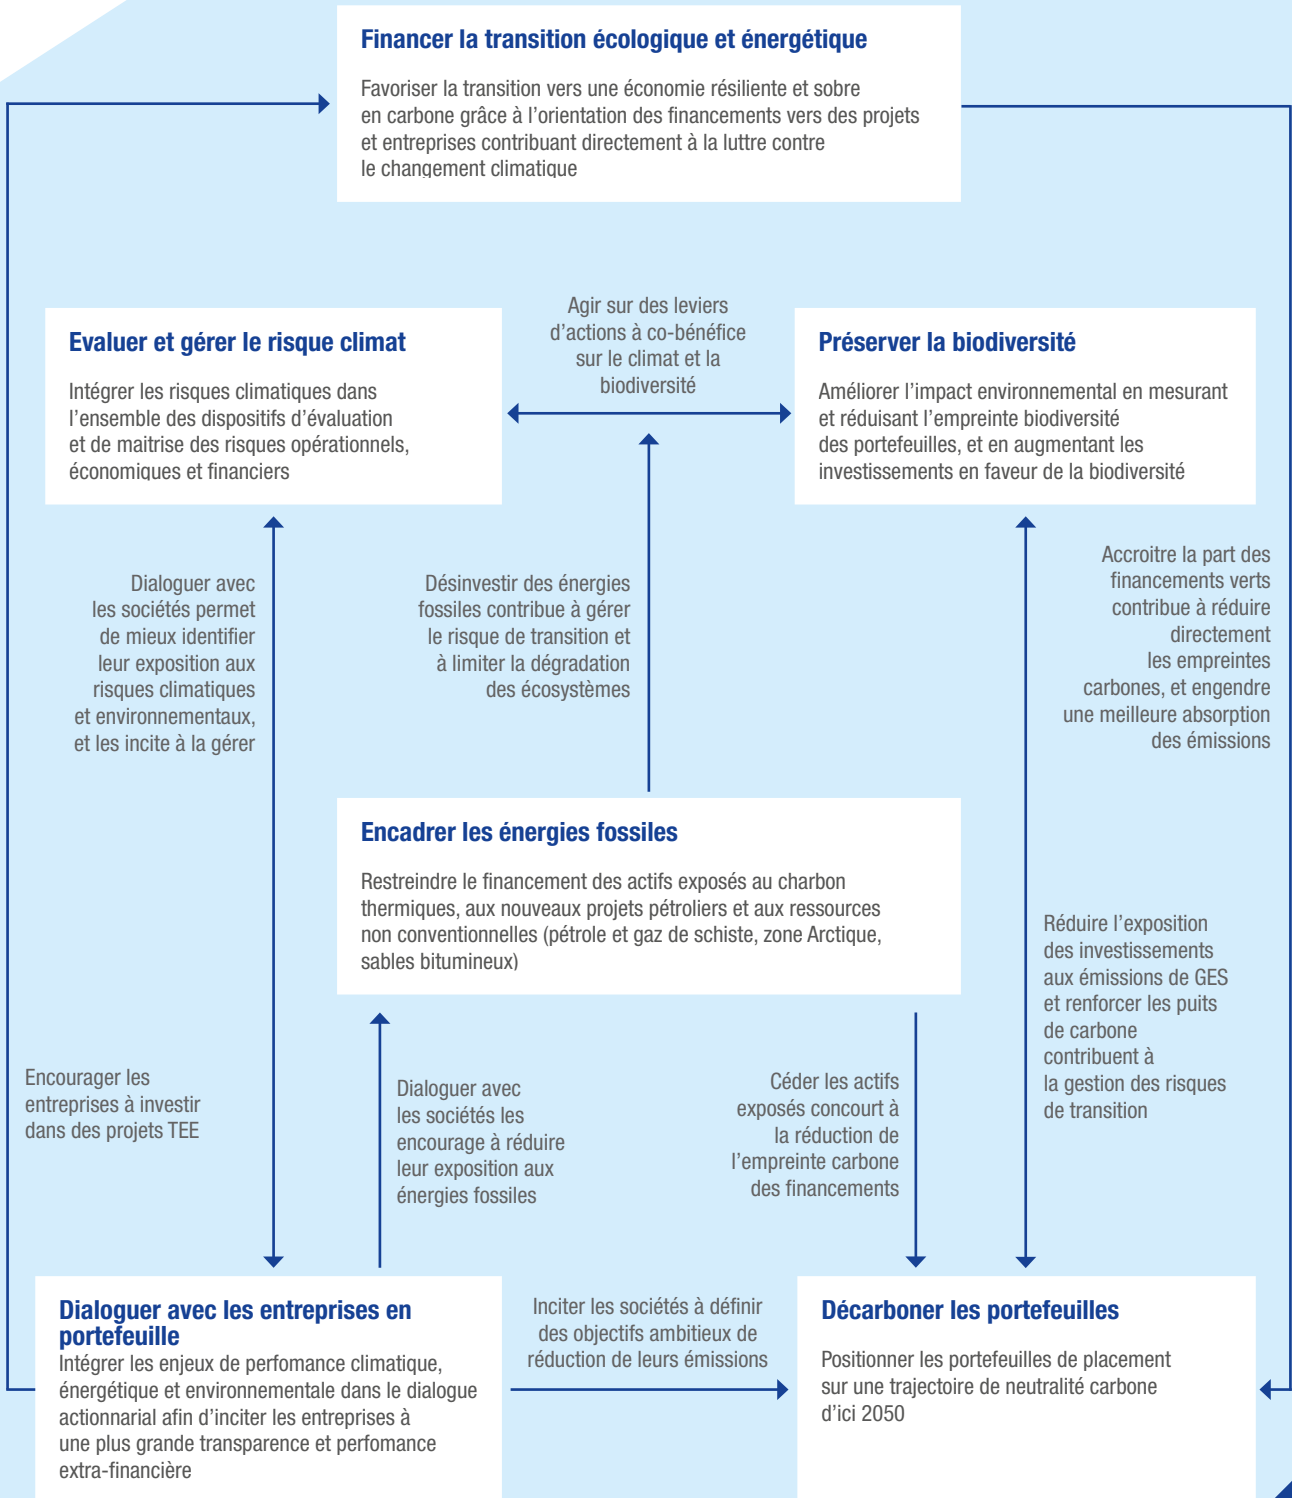 Financer la transition écologique et énergétique
Favoriser la transition vers une économie résiliente et sobre
en carbone grâce à l'orientation des financements vers des projets
et entreprises contribuant directement à la luttre contre
le changement climatique
Agir sur des leviers
d'actions à co-bénéfice
sur le climat et la
biodiversité
Evaluer et gérer le risque climat
Intégrer les risques climatiques dans
l'ensemble des dispositifs d'évaluation
et de maitrise des risques opérationnels,
économiques et financiers
Préserver la biodiversité
Améliorer l'impact environnemental en mesurant
et réduisant l'empreinte biodiversité
des portefeuilles, et en augmentant les
investissements en faveur de la biodiversité
Dialoguer avec
les sociétés permet
de mieux identifier
leur exposition aux
risques climatiques
et environnementaux,
et les incite à la gérer
Désinvestir des énergies
fossiles contribue à gérer
le risque de transition et
à limiter la dégradation
des écosystèmes
Accroitre la part des
financements verts
contribue à réduire
directement
les empreintes
carbones, et engendre
une meilleure absorption
des émissions
Encadrer les énergies fossiles
Restreindre le financement des actifs exposés au charbon
thermiques, aux nouveaux projets pétroliers et aux ressources
non conventionnelles (pétrole et gaz de schiste, zone Arctique,
sables bitumineux)
Réduire l'exposition
des investissements
aux émissions de GES
et renforcer les puits
de carbone
contribuent à
la gestion des risques
de transition
Encourager les
entreprises à investir
dans des projets TEE
Dialoguer avec
les sociétés les
encourage à réduire
leur exposition aux
énergies fossiles
Céder les actifs
exposés concourt à
la réduction de
l'empreinte carbone
des financements
Dialoguer avec les entreprises en
portefeuille
Intégrer les enjeux de perfomance climatique,
énergétique et environnementale dans le dialogue
actionnarial afin d'inciter les entreprises à
une plus grande transparence et perfomance
extra-financière
Inciter les sociétés à définir
des objectifs ambitieux de
réduction de leurs émissions
Décarboner les portefeuilles
Positionner les portefeuilles de placement
sur une trajectoire de neutralité carbone
d'ici 2050